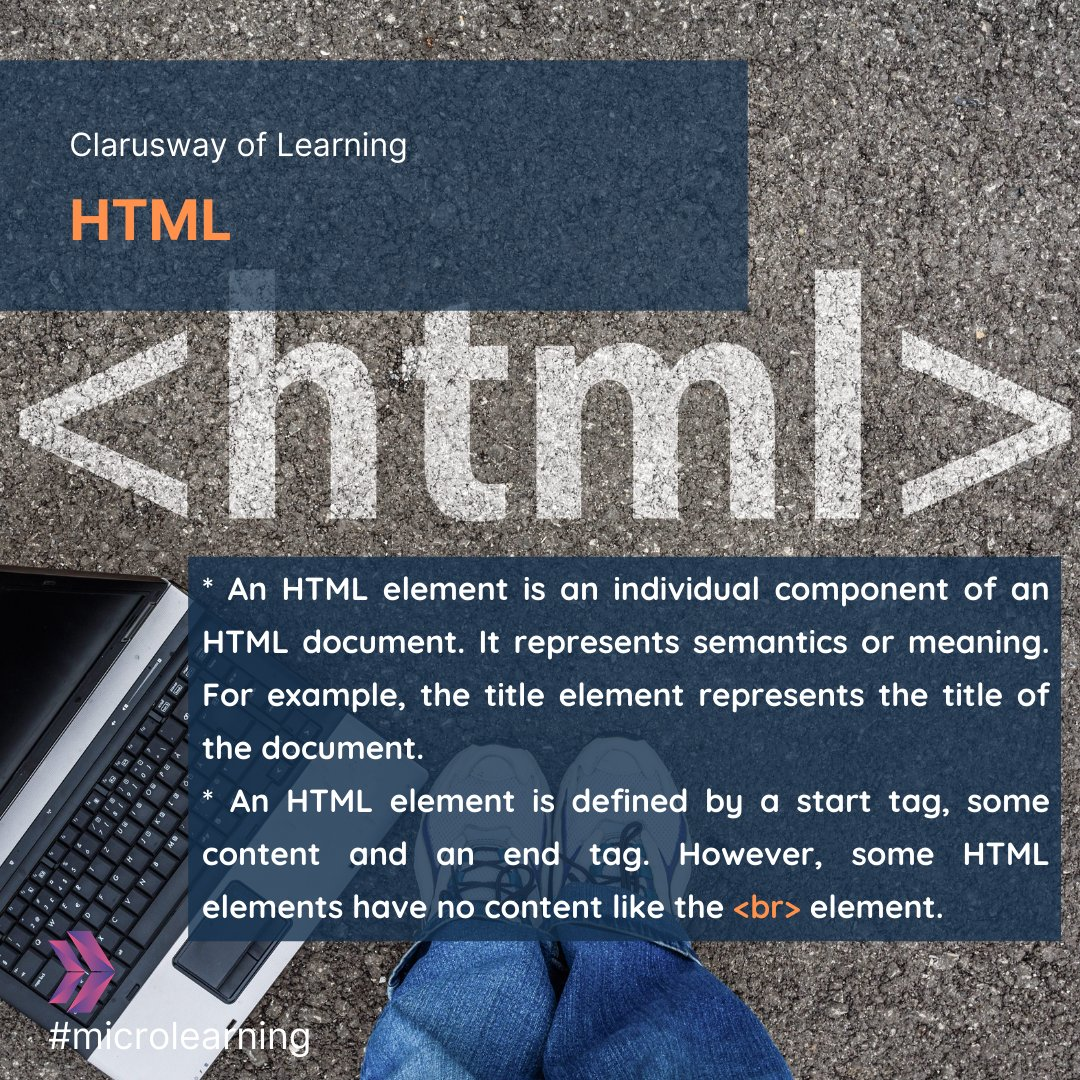 Clarusway of Learning
HTML
<html>
* An HTML element is an individual component of an
HTML document. It represents semantics or meaning.
For example, the title element represents the title of
the document.
* An HTML element is defined by a start tag, some
content and an end tag. However, some HTML
elements have no content like the <br> element.
#microlearning